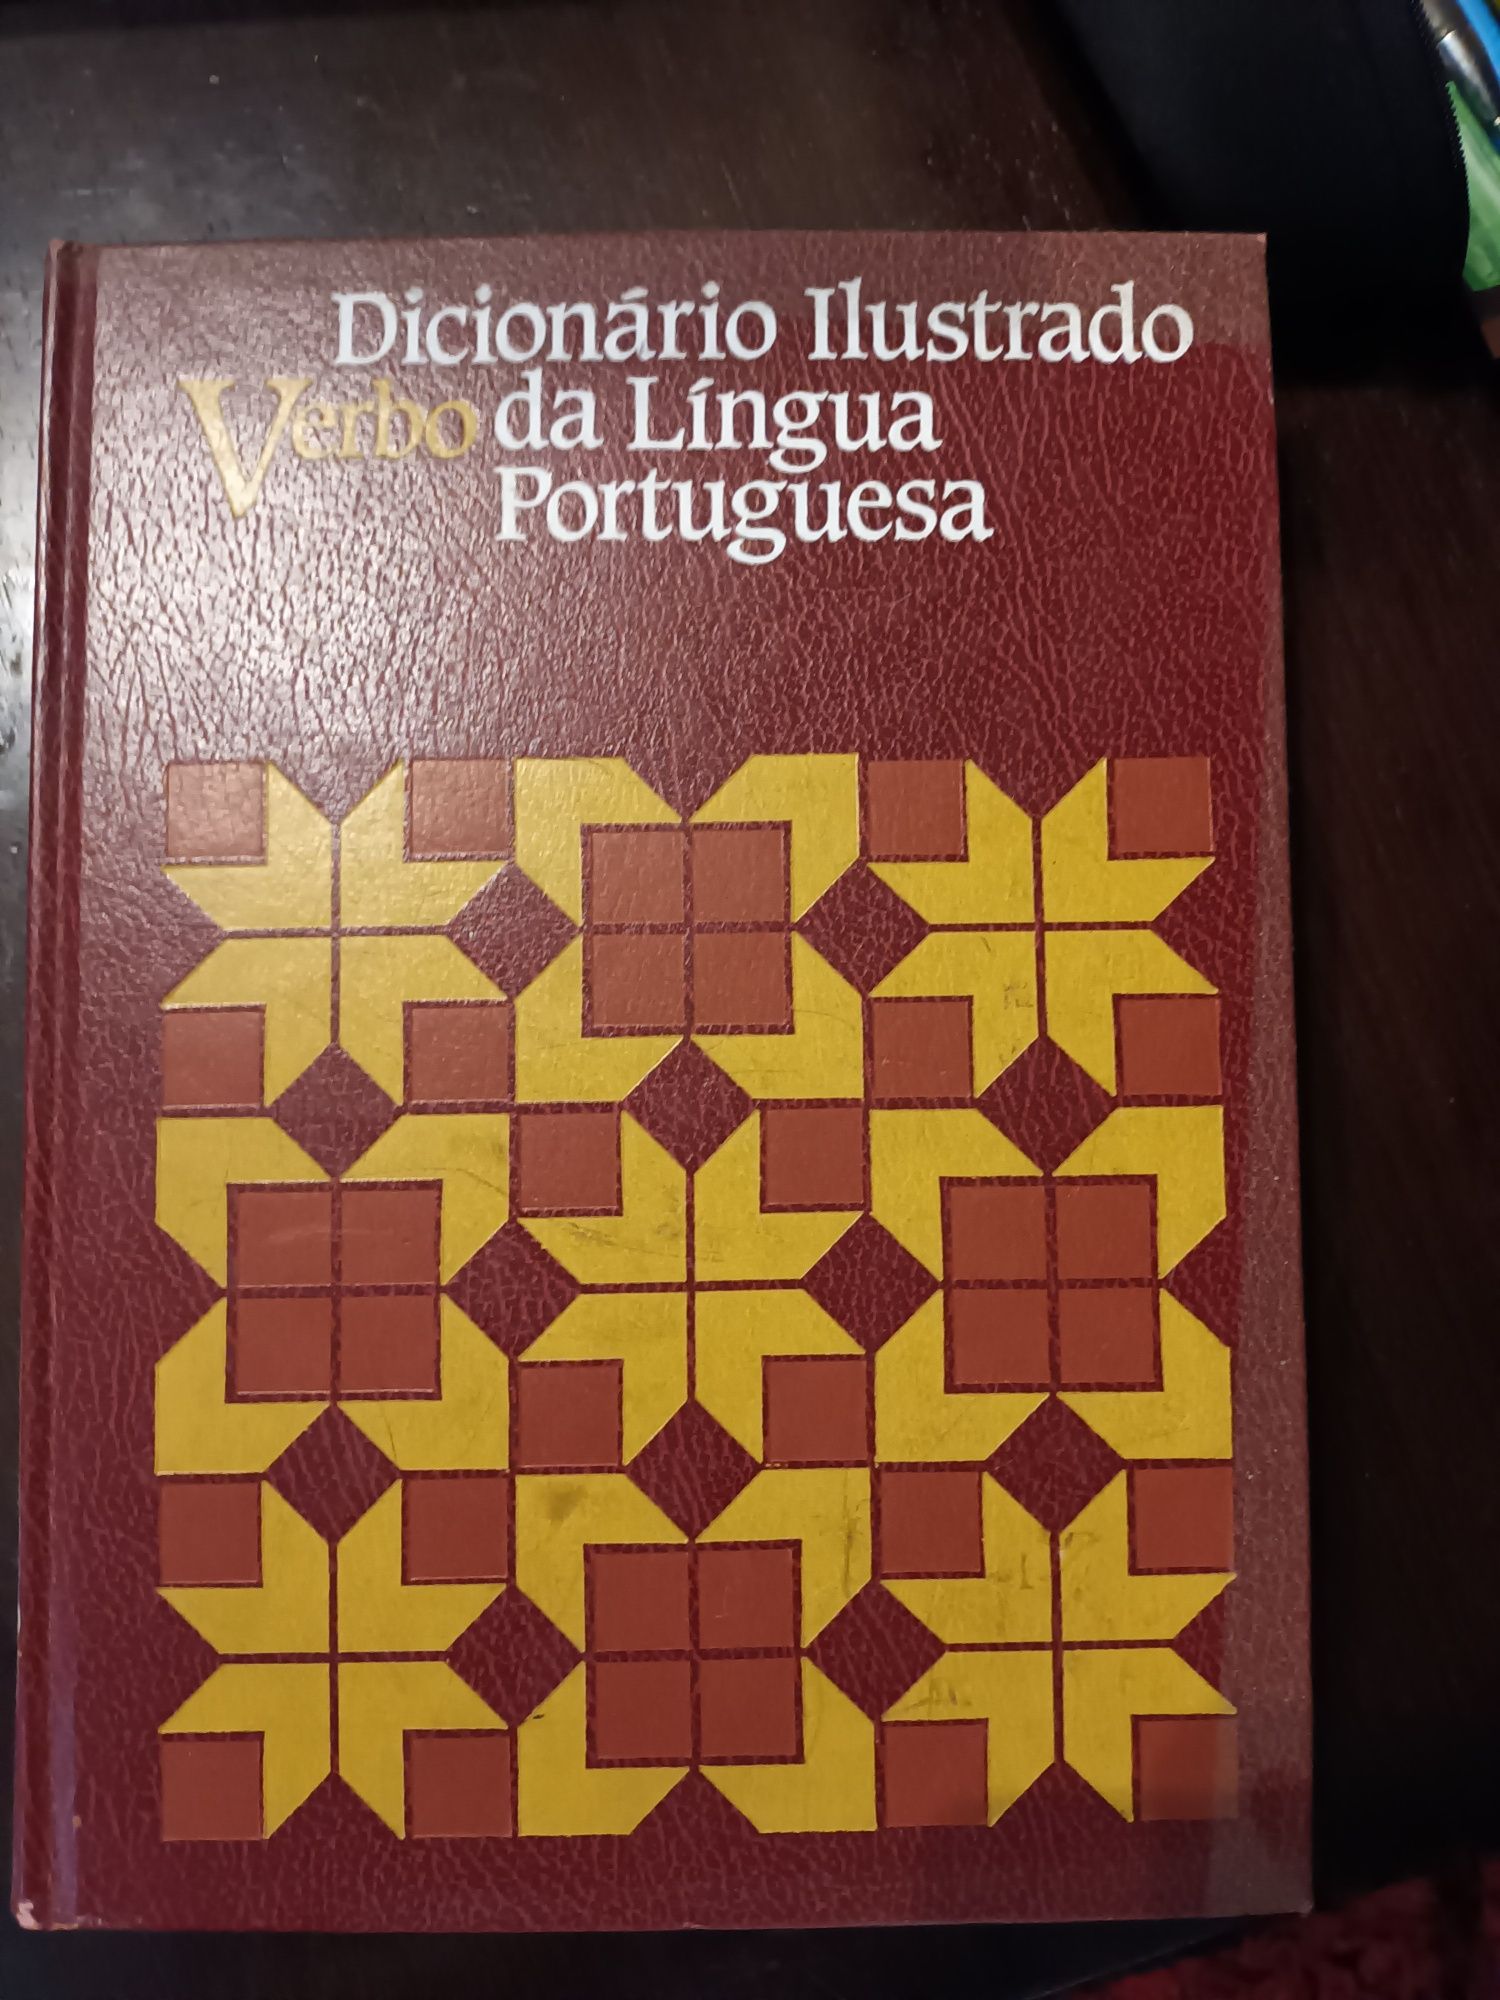 Dicionário Ilustrado
Verbo da Língua
Portuguesa